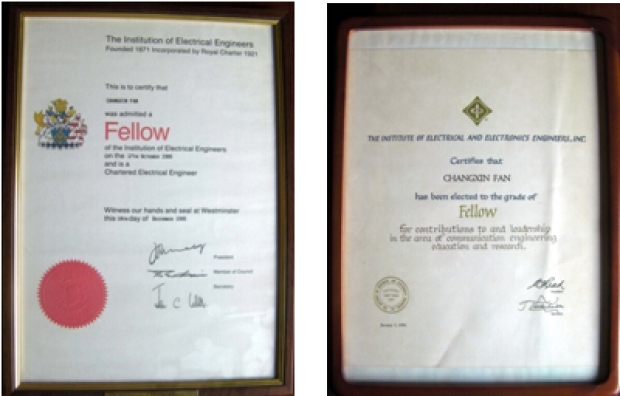 The Institution of Electrical Engineers
Founded 1871 Incorporated by Royal Charter 1921
This is to certify that
CHANGXIN FAN
was admitted a
Fellow
of the Institution of Electrical Engineers
on the
and is a
Chartered Electrical Engineer
Witness our hands and seal at Westminster
this day of
President
Member of Council
Secretary
THE INSTITUTE OF ELECTRICAL AND ELECTRONICS ENGINEERS, INC.
Certifies that
CHANGXIN FAN
has been elected to the grade of
Fellow
for contributions to and leadership
in the area of communication engineering
education and research.